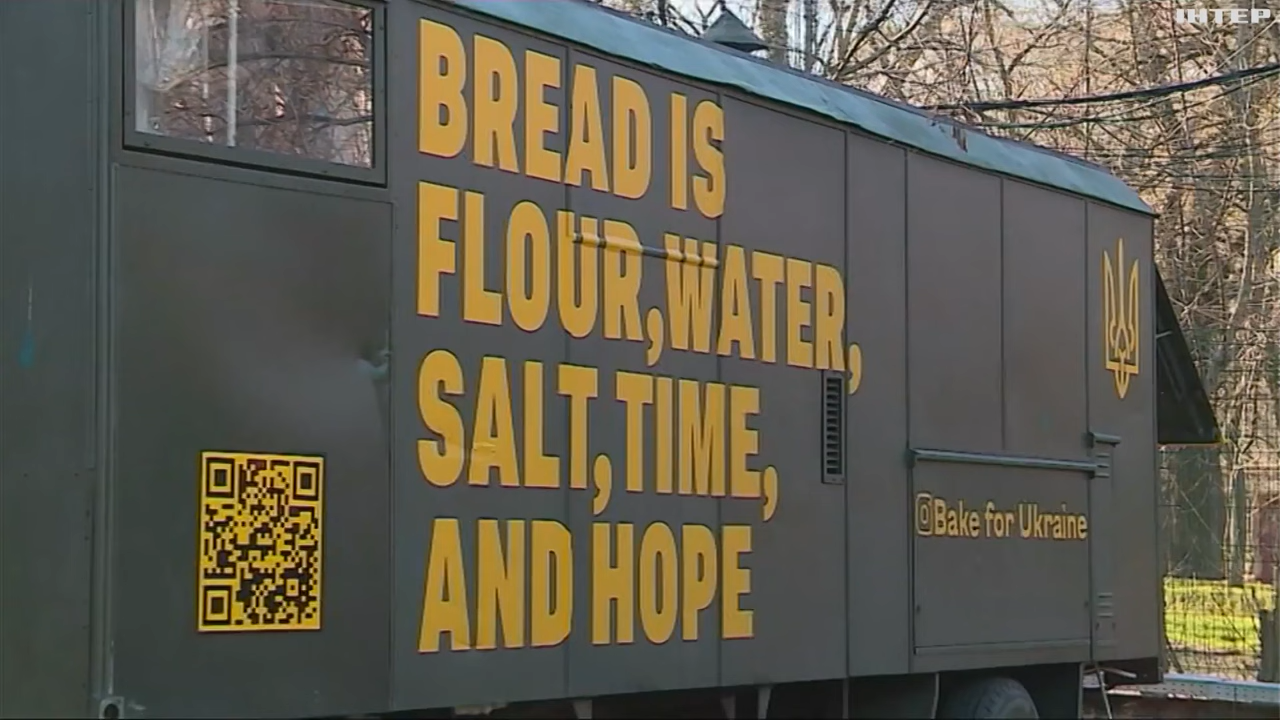 ІНТЕР
BREAD IS
FLOUR, WATER,
SALT, TIME,
AND HOPE
@Bake for Ukraine